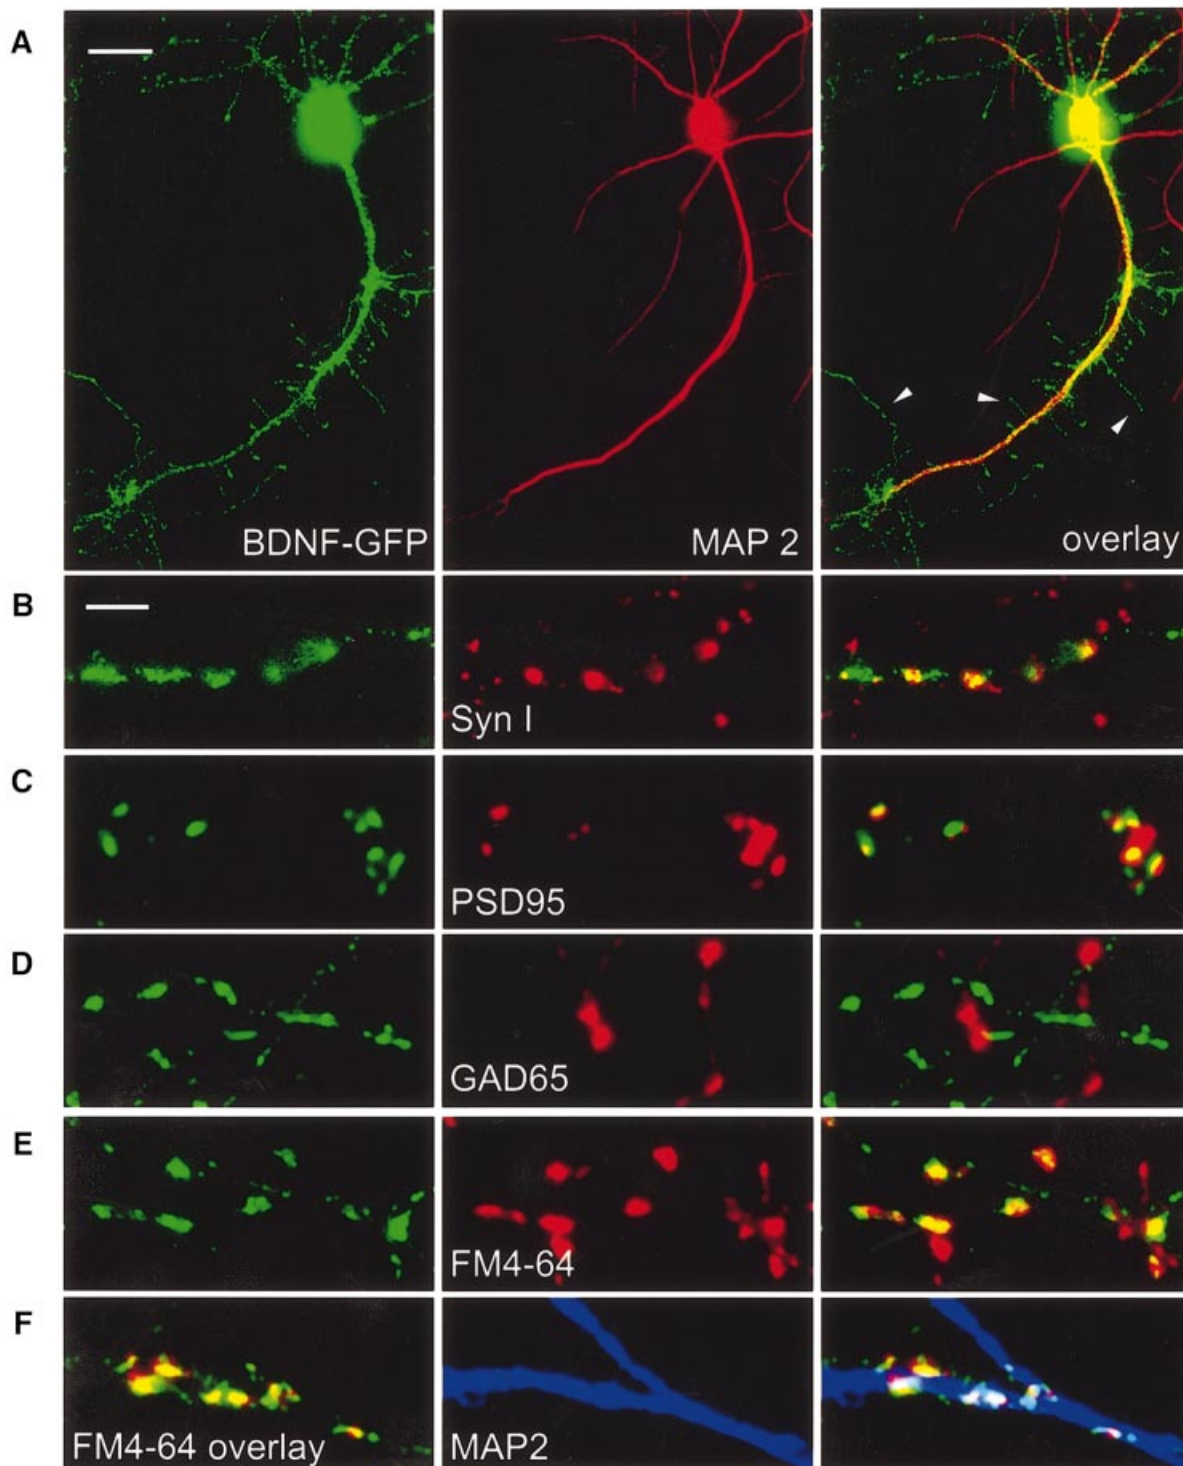 A
BDNF-GFP
MAP 2
overlay
B
Syn I
C
PSD95
D
GAD65
E
FM4-64
F
FM4-64 overlay
MAP2